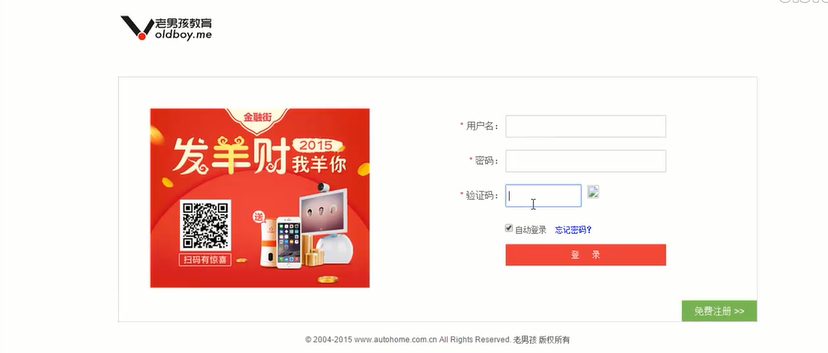 老男孩教育
oldboy.me
金融街
发羊财
2015
我羊你
送
扫码有惊喜
* 用户名：
* 密码：
* 验证码：
自动登录 忘记密码?
登 录
免费注册 >>
© 2004-2015 www.autohome.com.cn All Rights Reserved. 老男孩 版权所有